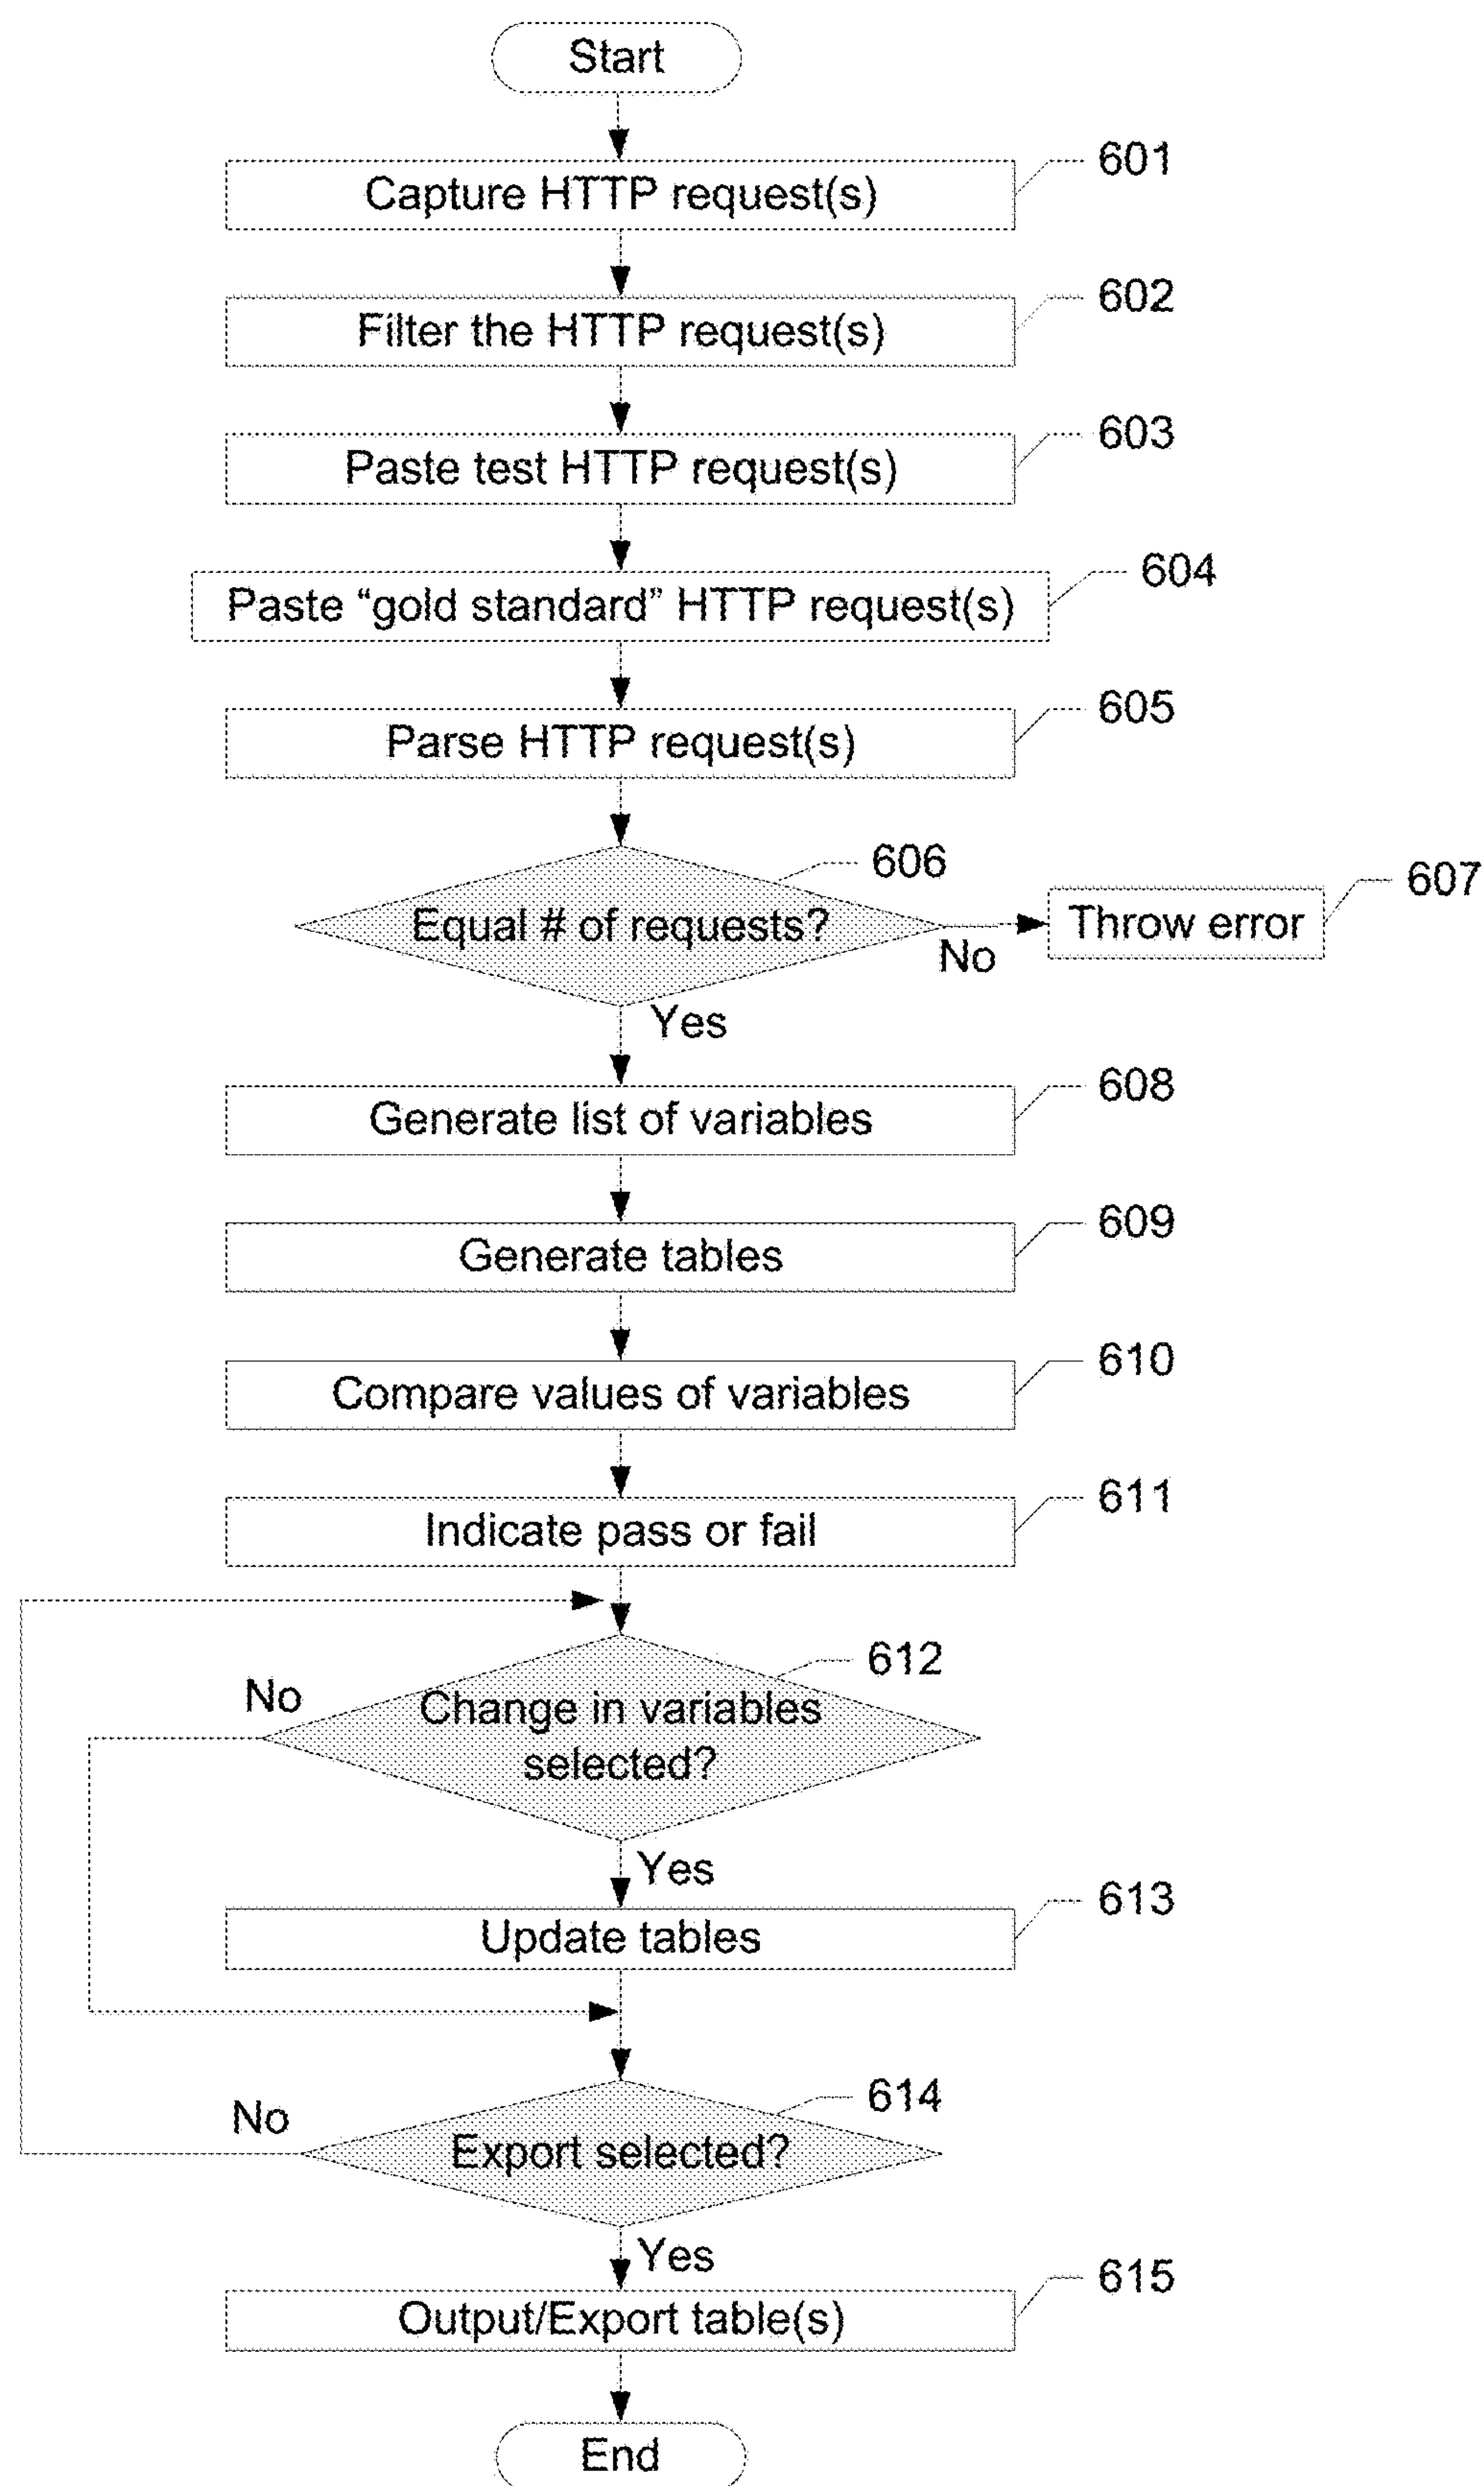 Start
601
Capture HTTP request(s)
602
Filter the HTTP request(s)
603
Paste test HTTP request(s)
604
Paste “gold standard” HTTP request(s)
605
Parse HTTP request(s)
606
607
Equal # of requests?
Throw error
No
Yes
608
Generate list of variables
609
Generate tables
610
Compare values of variables
611
Indicate pass or fail
612
No
Change in variables
selected?
Yes
613
Update tables
614
No
Export selected?
Yes
615
Output/Export table(s)
End